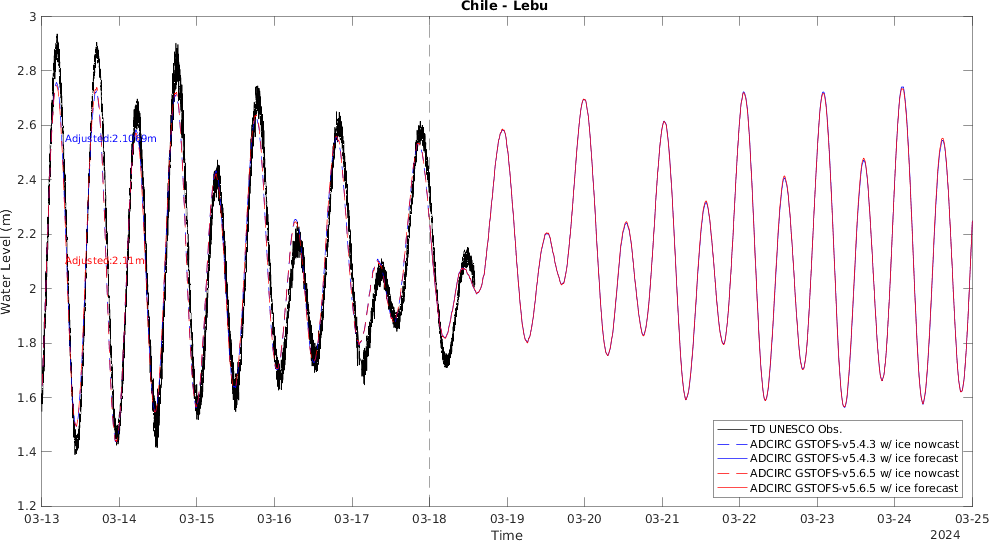 Chile - Lebu
Water Level (m)
3
2.8
2.6
2.4
2.2
2
1.8
1.6
1.4
1.2
Adjusted:2.1069m
Adjusted:2.11m
TD UNESCO Obs.
ADCIRC GSTOFS-v5.4.3 w/ ice nowcast
ADCIRC GSTOFS-v5.4.3 w/ ice forecast
ADCIRC GSTOFS-v5.6.5 w/ ice nowcast
ADCIRC GSTOFS-v5.6.5 w/ ice forecast
03-13 03-14 03-15 03-16 03-17 03-18 03-19 03-20 03-21 03-22 03-23 03-24 03-25
Time
2024